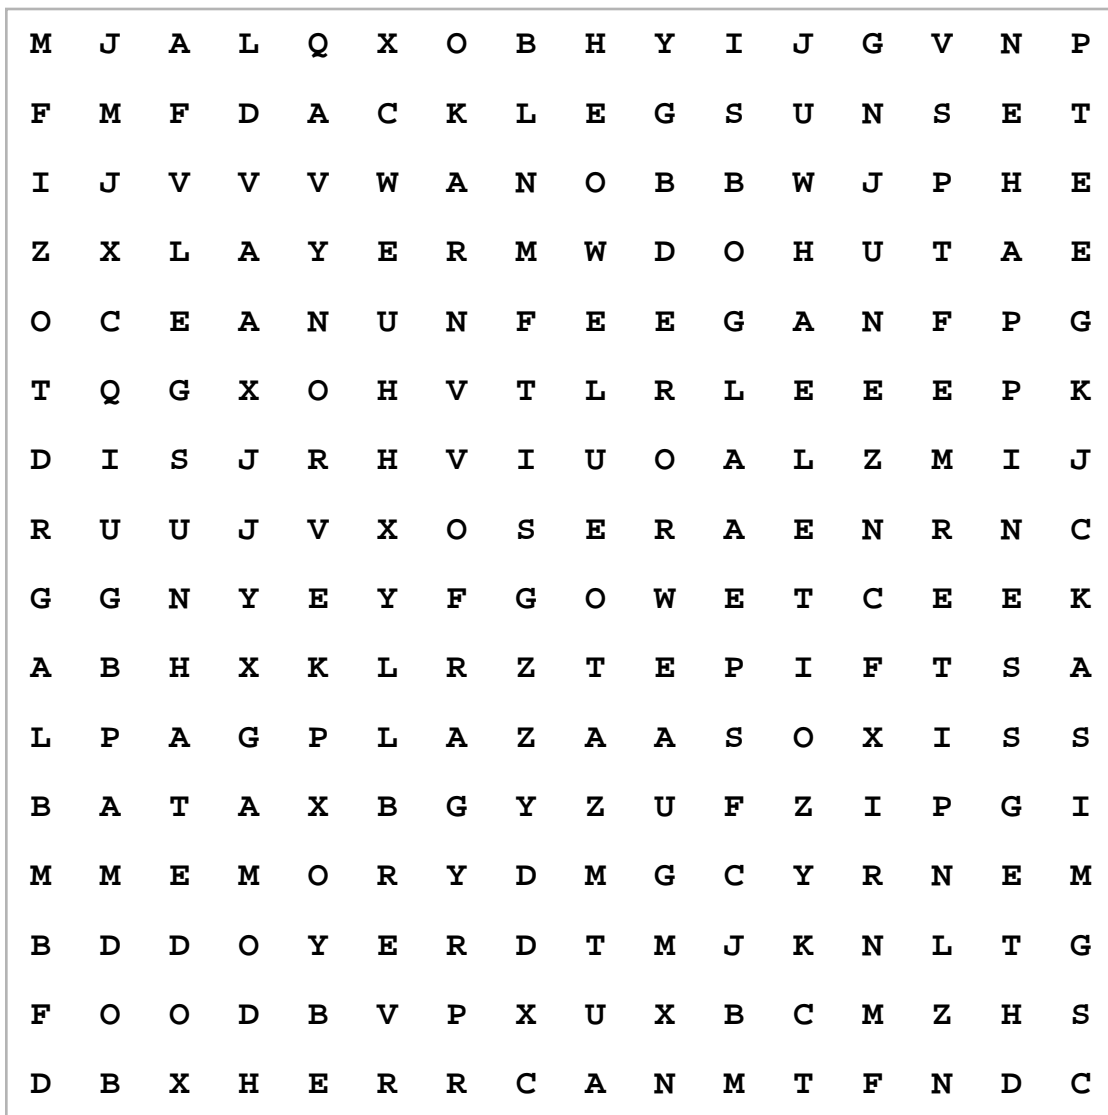 M J A L Q X O B H Y I J G V N P
F M F D A C K L E G S U N S E T
I J V V V W A N O B B W J P H E
Z X L A Y E R M W D O H U T A E
O C E A N U N F E E G A N F P G
T Q G X O H V T L R L E E E P K
D I S J R H V I U O A L Z M I J
R U U J V X O S E R A E N R N C
G G N Y E Y F G O W E T C E E K
A B H X K L R Z T E P I F T S A
L P A G P L A Z A A S O X I S S
B A T A X B G Y Z U F Z I P G I
M M E M O R Y D M G C Y R N E M
B D D O Y E R D T M J K N L T G
F O O D B V P X U X B C M Z H S
D B X H E R R C A N M T F N D C